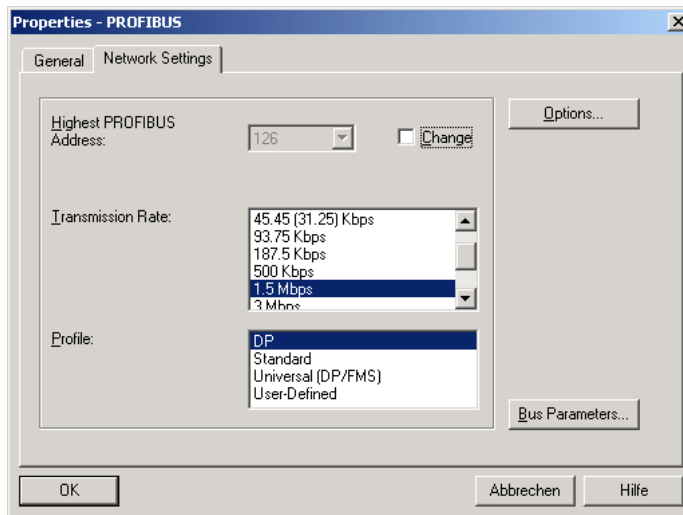 Properties - PROFIBUS
General
Network Settings
Highest PROFIBUS
Address:
126
Change
Options...
Transmission Rate:
45.45 (31.25) Kbps
93.75 Kbps
187.5 Kbps
500 Kbps
1.5 Mbps
3 Mbps
Profile:
DP
Standard
Universal (DP/FMS)
User-Defined
Bus Parameters...
OK
Abbrechen
Hilfe